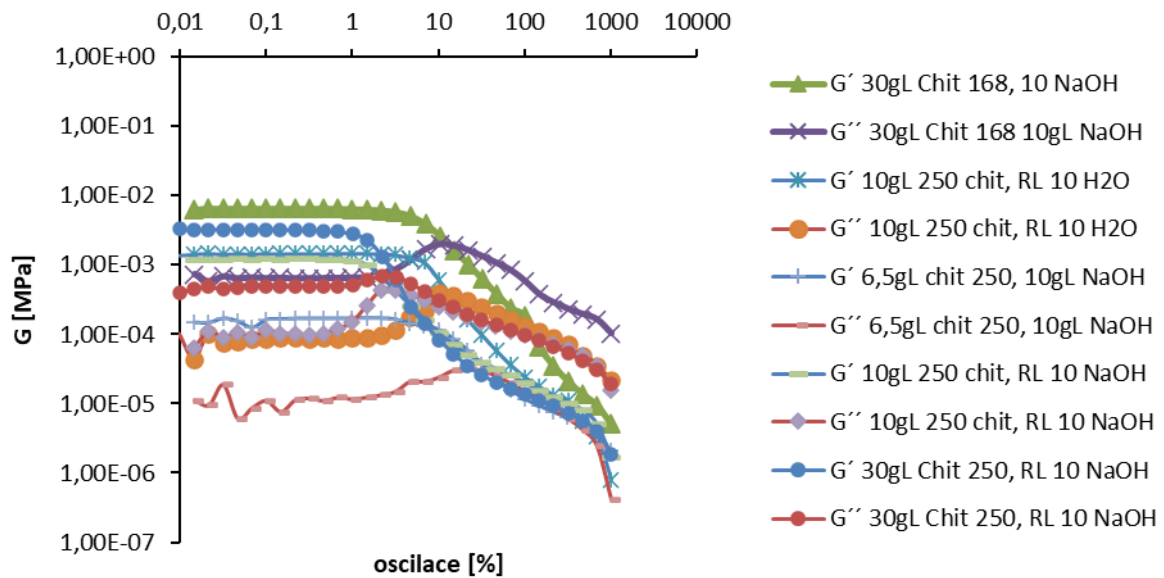 0,01 0,1 1 10 100 1000 10000
1,00E+00
1,00E-01
1,00E-02
1,00E-03
1,00E-04
1,00E-05
1,00E-06
1,00E-07
G [MPa]
oscilace [%]
G´ 30gL Chit 168, 10 NaOH
G´´ 30gL Chit 168 10gL NaOH
G´ 10gL 250 chit, RL 10 H2O
G´´ 10gL 250 chit, RL 10 H2O
G´ 6,5gL chit 250, 10gL NaOH
G´´ 6,5gL chit 250, 10gL NaOH
G´ 10gL 250 chit, RL 10 NaOH
G´´ 10gL 250 chit, RL 10 NaOH
G´ 30gL Chit 250, RL 10 NaOH
G´´ 30gL Chit 250, RL 10 NaOH